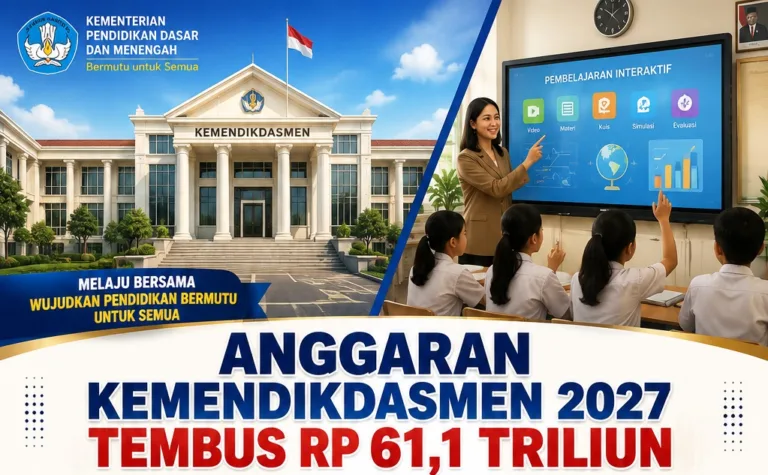 KEMENTERIAN
PENDIDIKAN DASAR
DAN MENENGAH
Bermutu untuk Semua
KEMENDIKDASMEN
PEMBELAJARAN INTERAKTIF
Video
Materi
Kuis
Simulasi
Evaluasi
MELAJU BERSAMA
WUJUDKAN PENDIDIKAN BERMUTU
UNTUK SEMUA
ANGGARAN
KEMENDIKDASMEN 2027
TEMBUS RP 61,1 TRILIUN